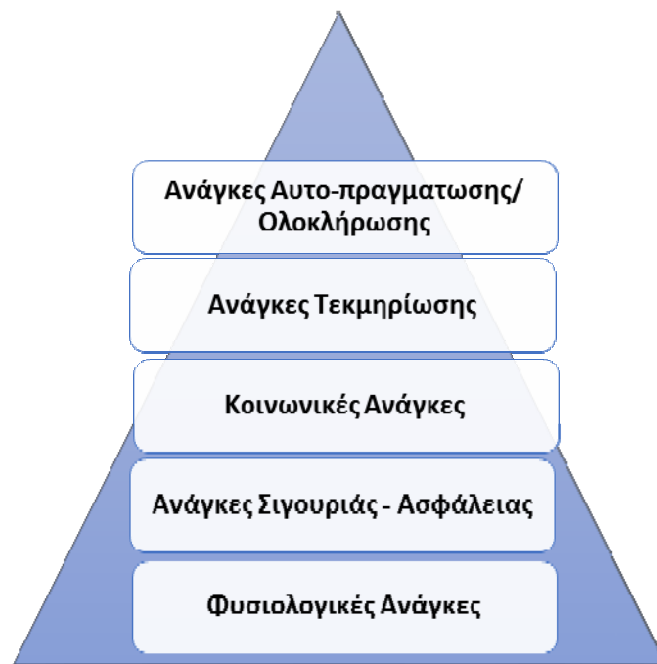 Ανάγκες Αυτο-πραγματωσης/
Ολοκλήρωσης
Ανάγκες Τεκμηρίωσης
Κοινωνικές Ανάγκες
Ανάγκες Σιγουριάς - Ασφάλειας
Φυσιολογικές Ανάγκες